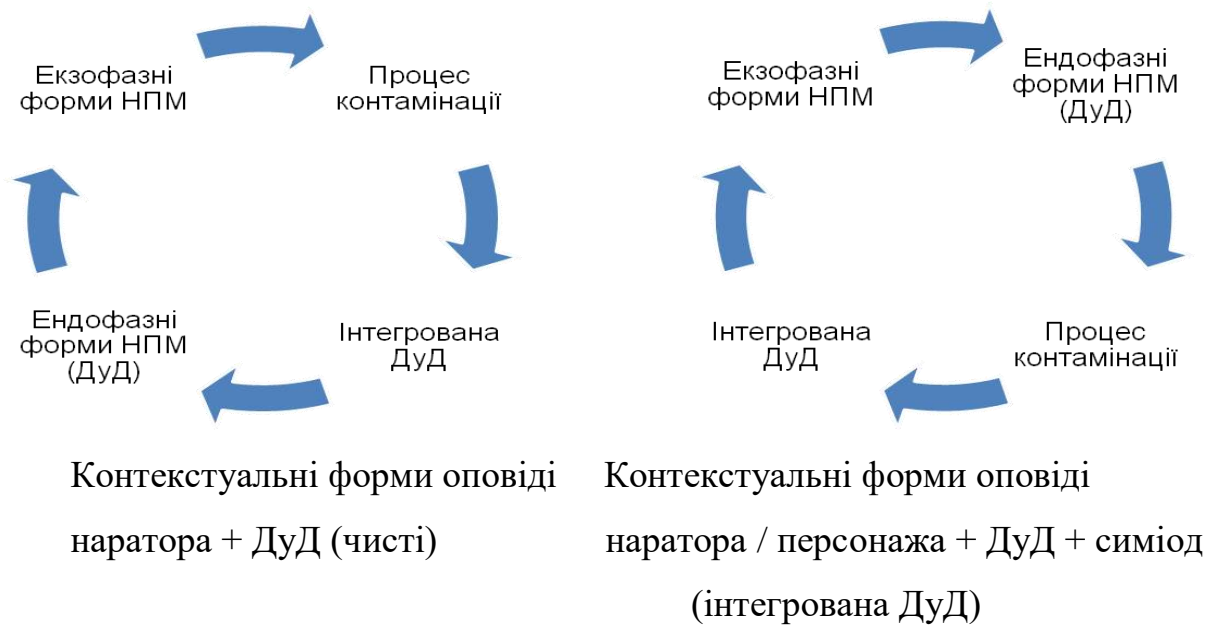 Екзофазні
форми НПМ
Процес
контамінації
Інтегрована
ДуД
Ендофазні
форми НПМ
(ДуД)
Екзофазні
форми НПМ
Ендофазні
форми НПМ
(ДуД)
Процес
контамінації
Інтегрована
ДуД
Контекстуальні форми оповіді
наратора + ДуД (чисті)
Контекстуальні форми оповіді
наратора / персонажа + ДуД + симіод
(інтегрована ДуД)